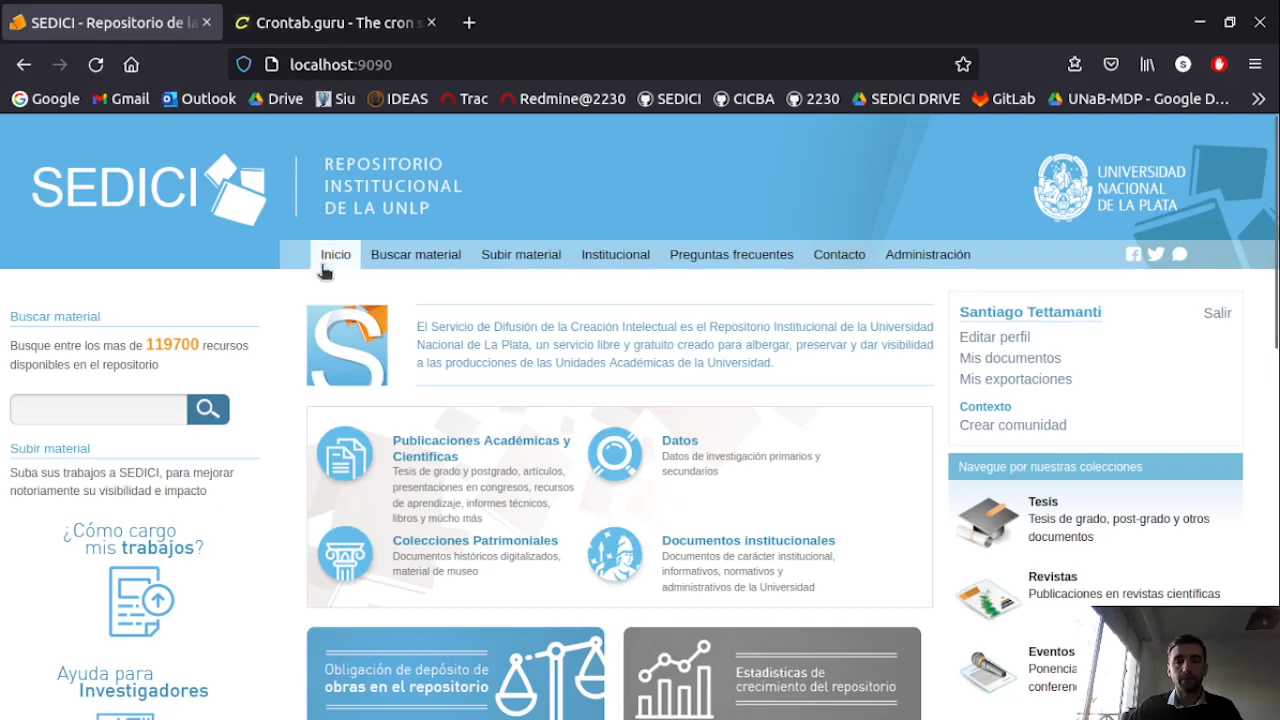 SEDICI - Repositorio de la
Crontab.guru - The cron s
localhost:9090
Google
Gmail
Outlook
Drive
Siu
IDEAS
Trac
Redmine@2230
SEDICI
CICBA
2230
SEDICI DRIVE
GitLab
UNaB-MDP - Google D...
SEDICI
REPOSITORIO
INSTITUCIONAL
DE LA UNLP
UNIVERSIDAD
NACIONAL
DE LA PLATA
Inicio
Buscar material
Subir material
Institucional
Preguntas frecuentes
Contacto
Administración
Buscar material
Busque entre los mas de 119700 recursos
disponibles en el repositorio
Subir material
Suba sus trabajos a SEDICI, para mejorar
notoriamente su visibilidad e impacto
¿Cómo cargo
mis trabajos?
Ayuda para
Investigadores
El Servicio de Difusión de la Creación Intelectual es el Repositorio Institucional de la Universidad
Nacional de La Plata, un servicio libre y gratuito creado para albergar, preservar y dar visibilidad
a las producciones de las Unidades Académicas de la Universidad.
Publicaciones Académicas y
Científicas
Tesis de grado y postgrado, artículos,
presentaciones en congresos, recursos
de aprendizaje, informes técnicos,
libros y múcho más
Datos
Datos de investigación primarios y
secundarios
Colecciones Patrimoniales
Documentos históricos digitalizados,
material de museo
Documentos institucionales
Documentos de carácter institucional,
informativos, normativos y
administrativos de la Universidad
Obligación de depósito de
obras en el repositorio
Estadisticas de
crecimiento del repositorio
Santiago Tettamanti
Salir
Editar perfil
Mis documentos
Mis exportaciones
Contexto
Crear comunidad
Navegue por nuestras colecciones
Tesis
Tesis de grado, post-grado y otros
documentos
Revistas
Publicaciones en revistas científicas
Eventos
Ponencia
conferen